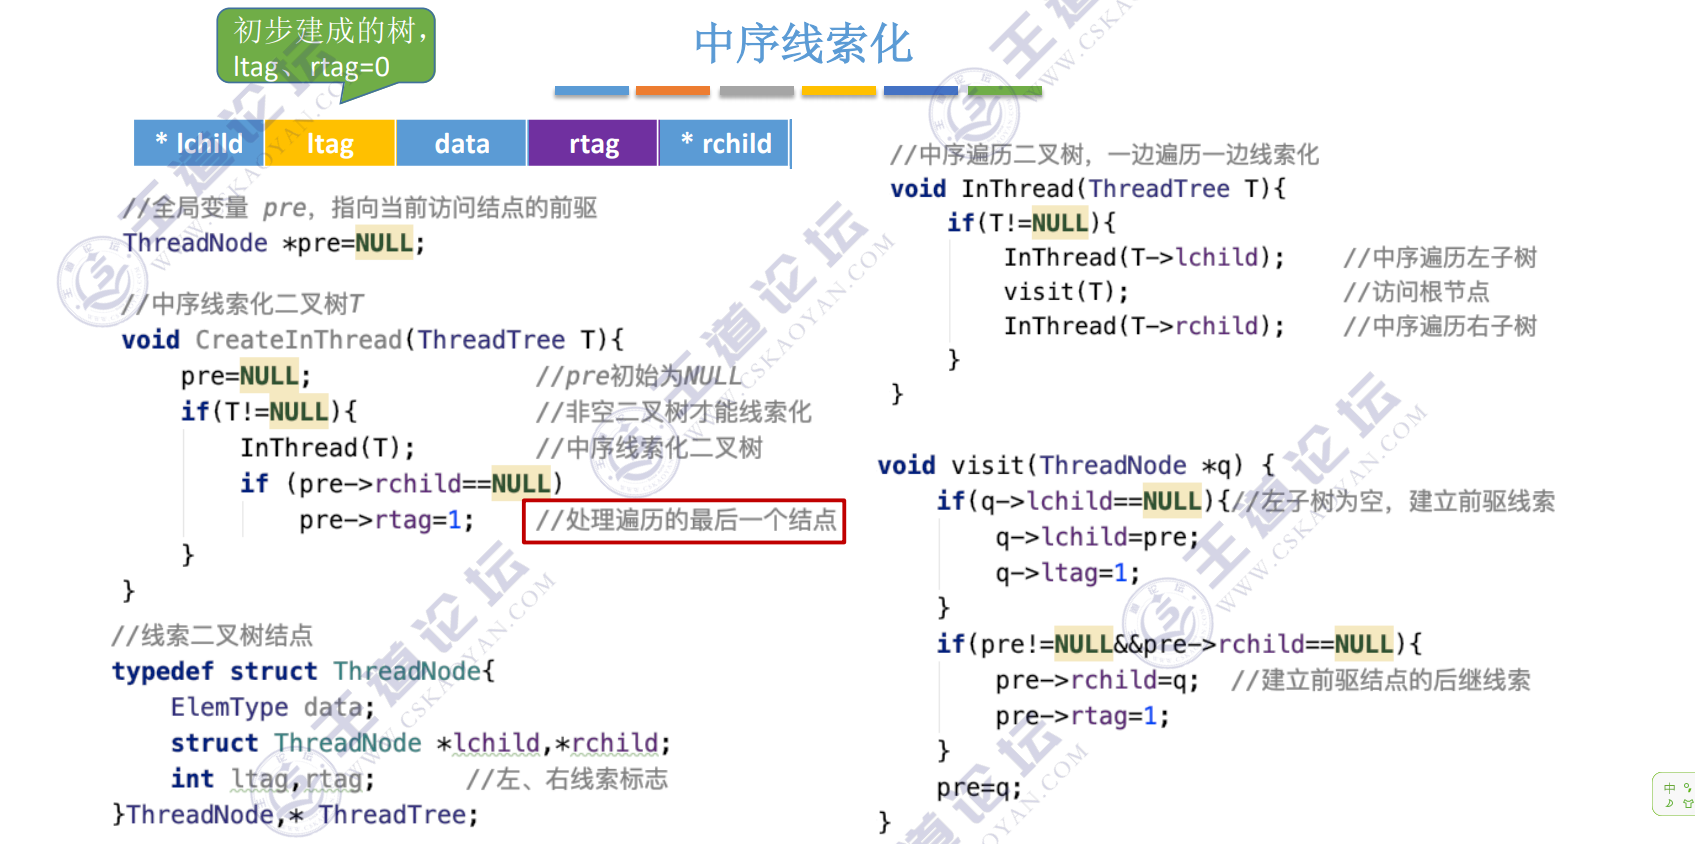 初步建成的树,
ltag、rtag=0
中序线索化
* lchild ltag data rtag * rchild
//全局变量 pre，指向当前访问结点的前驱
ThreadNode *pre=NULL;
//中序线索化二叉树T
void CreateInThread(ThreadTree T){
pre=NULL; //pre初始为NULL
if(T!=NULL){ //非空二叉树才能线索化
InThread(T); //中序线索化二叉树
if (pre->rchild==NULL)
pre->rtag=1; //处理遍历的最后一个结点
}
}
//线索二叉树结点
typedef struct ThreadNode{
ElemType data;
struct ThreadNode *lchild,*rchild;
int ltag,rtag; //左、右线索标志
}ThreadNode,* ThreadTree;
//中序遍历二叉树，一边遍历一边线索化
void InThread(ThreadTree T){
if(T!=NULL){
InThread(T->lchild); //中序遍历左子树
visit(T); //访问根节点
InThread(T->rchild); //中序遍历右子树
}
}
void visit(ThreadNode *q) {
if(q->lchild==NULL){//左子树为空，建立前驱线索
q->lchild=pre;
q->ltag=1;
}
if(pre!=NULL&&pre->rchild==NULL){
pre->rchild=q; //建立前驱结点的后继线索
pre->rtag=1;
}
pre=q;
}
王道论坛
WWW.CSKAOYAN.COM
中